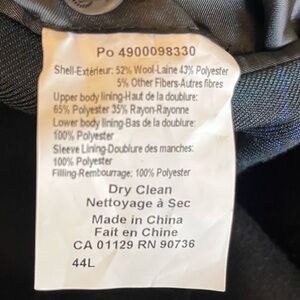 Po 4900098330
Shell-Extérieur: 52% Wool-Laine 43% Polyester
5% Other Fibers-Autres fibres
Upper body lining-Haut de la doublure:
65% Polyester 35% Rayon-Rayonne
Lower body lining-Bas de la doublure:
100% Polyester
Sleeve Lining-Doublure des manches:
100% Polyester
Filling-Rembourrage: 100% Polyester
Dry Clean
Nettoyage à Sec
Made in China
Fait en Chine
CA 01129 RN 90736
44L